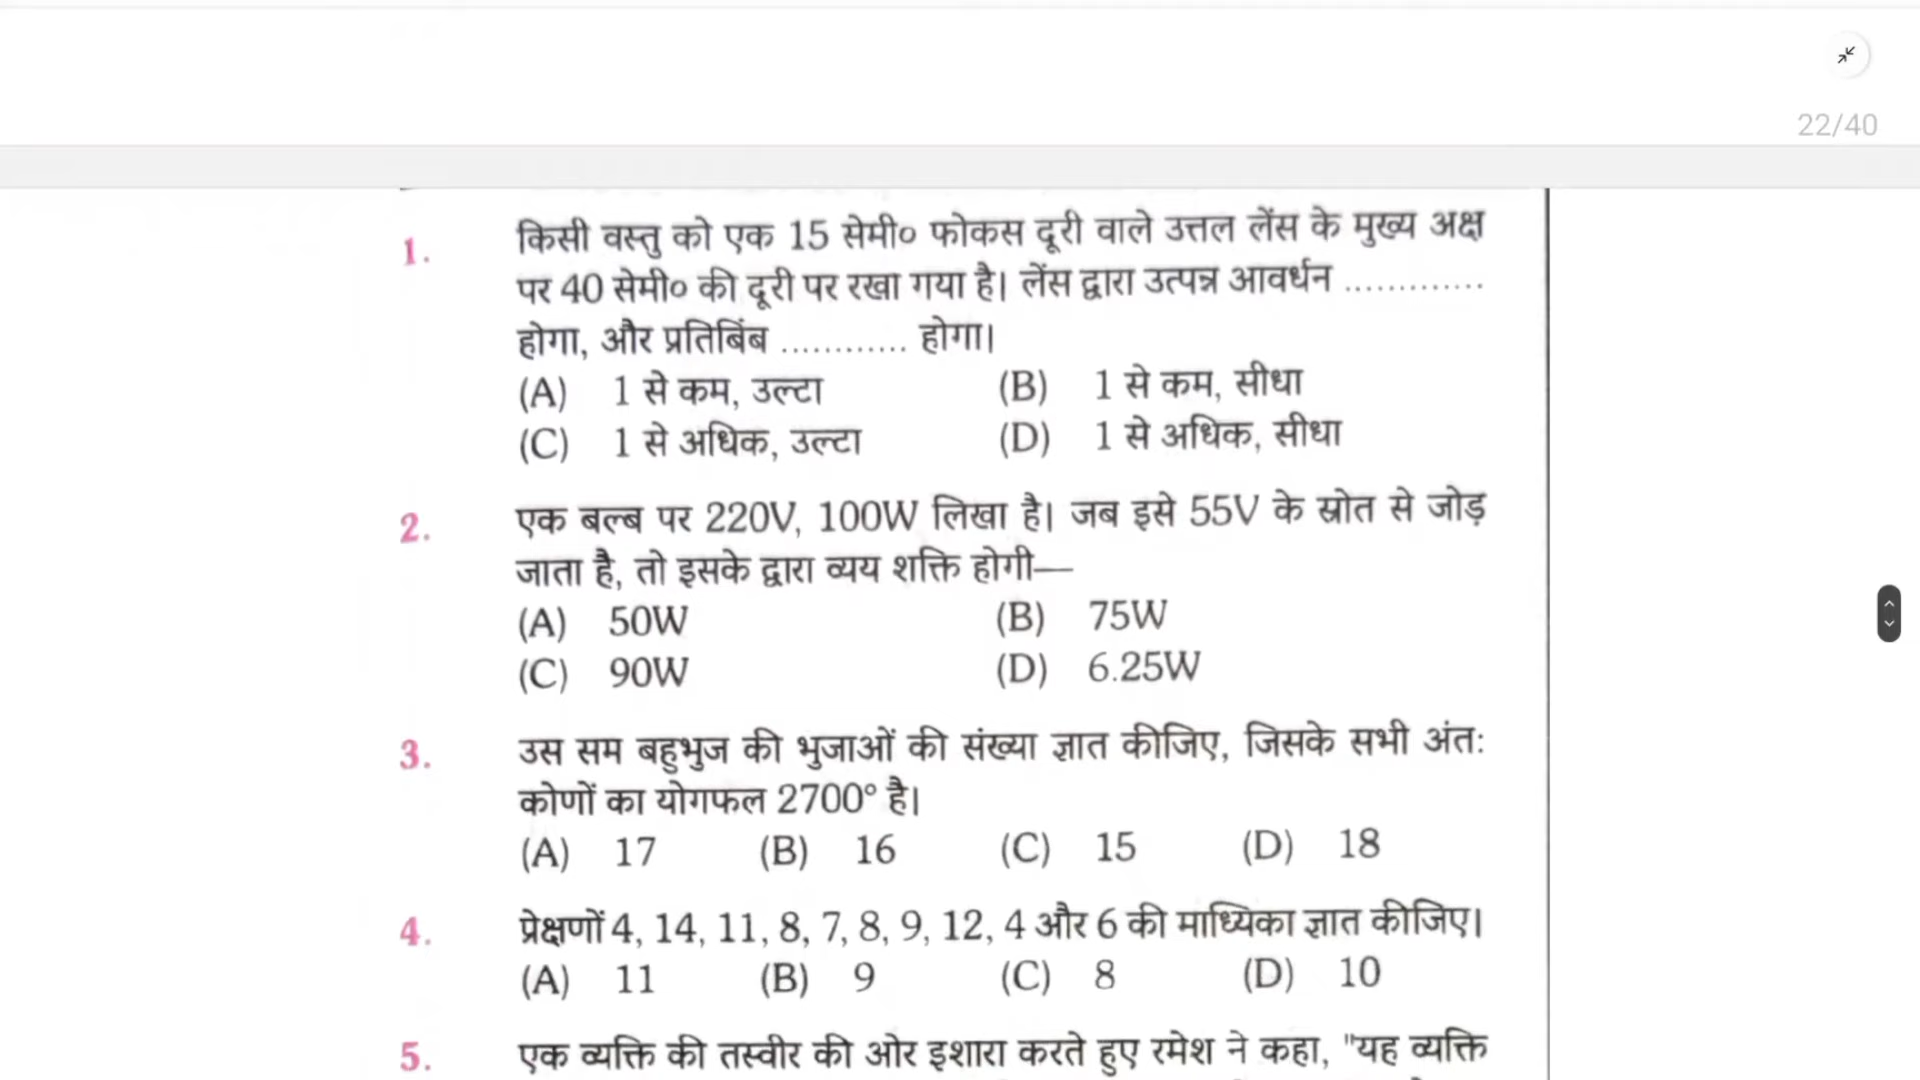 22/40
1. किसी वस्तु को एक 15 सेमी० फोकस दूरी वाले उत्तल लेंस के मुख्य अक्ष
पर 40 सेमी० की दूरी पर रखा गया है। लेंस द्वारा उत्पन्न आवर्धन .............
होगा, और प्रतिबिंब ............ होगा।
(A) 1 से कम, उल्टा (B) 1 से कम, सीधा
(C) 1 से अधिक, उल्टा (D) 1 से अधिक, सीधा
2. एक बल्ब पर 220V, 100W लिखा है। जब इसे 55V के स्रोत से जोड़
जाता है, तो इसके द्वारा व्यय शक्ति होगी—
(A) 50W (B) 75W
(C) 90W (D) 6.25W
3. उस सम बहुभुज की भुजाओं की संख्या ज्ञात कीजिए, जिसके सभी अंत:
कोणों का योगफल 2700° है।
(A) 17 (B) 16 (C) 15 (D) 18
4. प्रेक्षणों 4, 14, 11, 8, 7, 8, 9, 12, 4 और 6 की माध्यिका ज्ञात कीजिए।
(A) 11 (B) 9 (C) 8 (D) 10
5. एक व्यक्ति की तस्वीर की ओर इशारा करते हुए रमेश ने कहा, "यह व्यक्ति